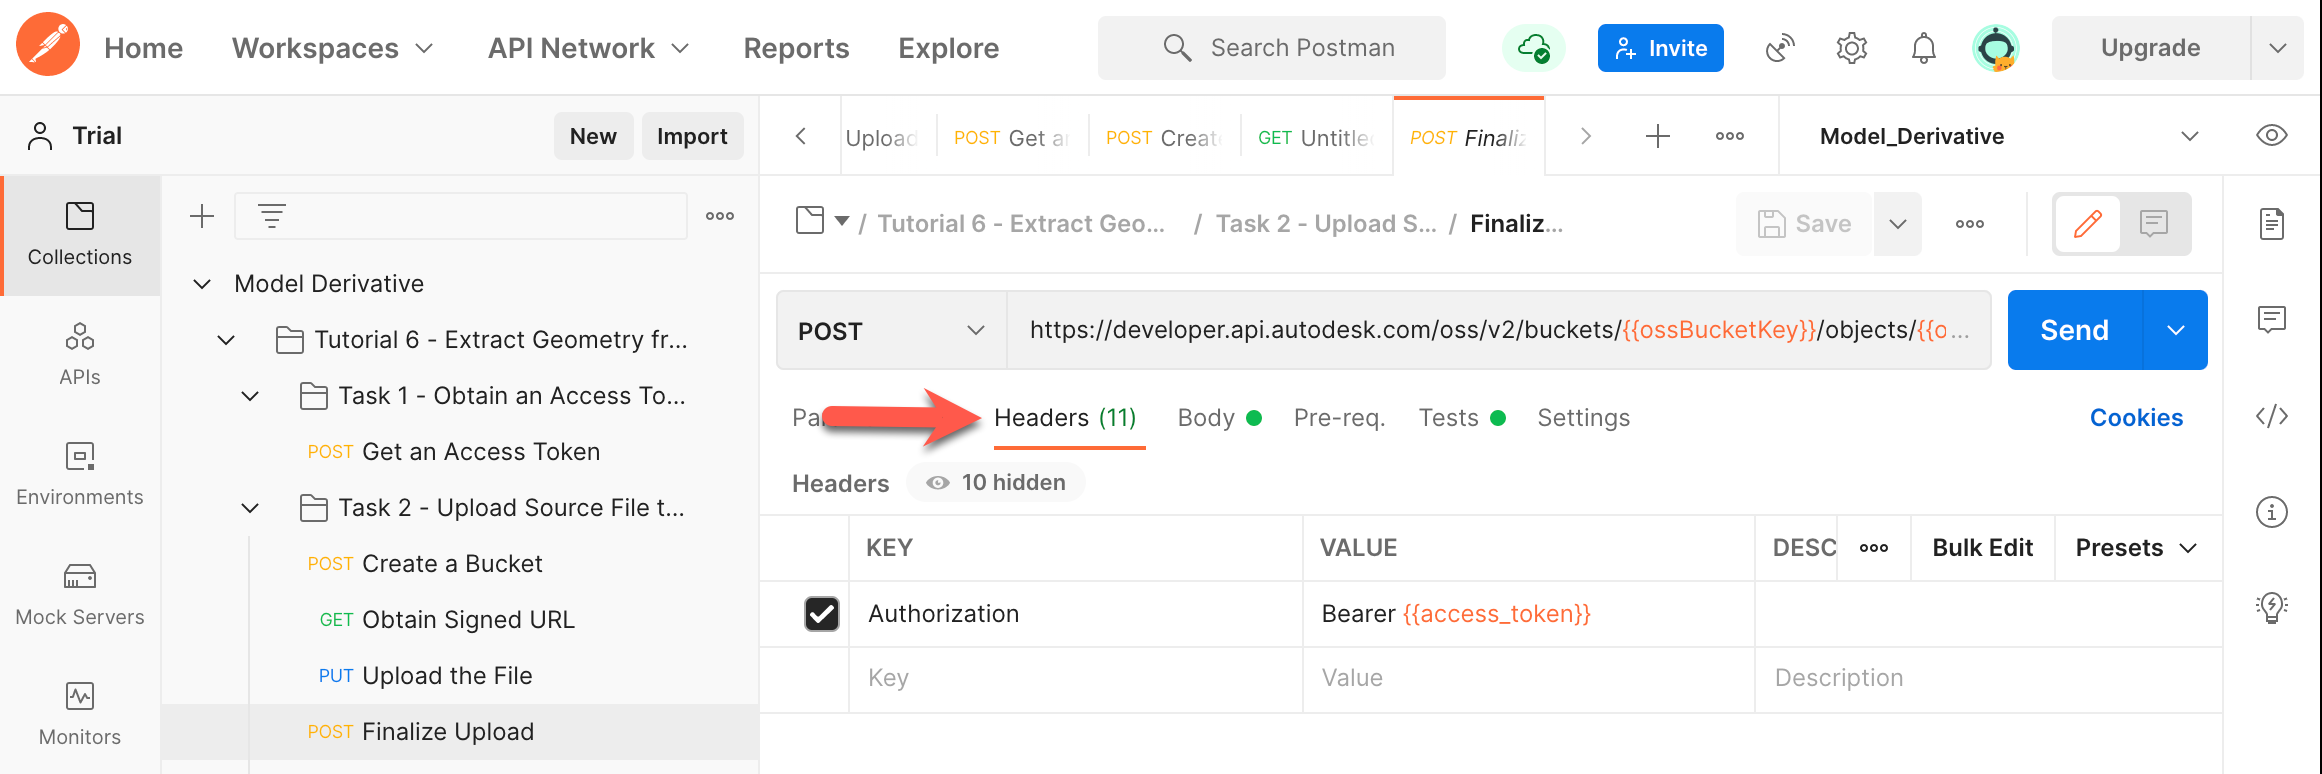 Home Workspaces API Network Reports Explore Search Postman Invite Upgrade
Trial New Import
Upload POST Get an POST Create GET Untitled POST Finaliz Model_Derivative
Collections
APIs
Environments
Mock Servers
Monitors
Model Derivative
Tutorial 6 - Extract Geometry fr...
Task 1 - Obtain an Access To...
POST Get an Access Token
Task 2 - Upload Source File t...
POST Create a Bucket
GET Obtain Signed URL
PUT Upload the File
POST Finalize Upload
/ Tutorial 6 - Extract Geo... / Task 2 - Upload S... / Finaliz... Save
POST https://developer.api.autodesk.com/oss/v2/buckets/{{ossBucketKey}}/objects/{{o... Send
Pa Headers (11) Body Pre-req. Tests Settings Cookies
Headers 10 hidden
KEY VALUE DESC ooo Bulk Edit Presets
Authorization Bearer {{access_token}}
Key Value Description